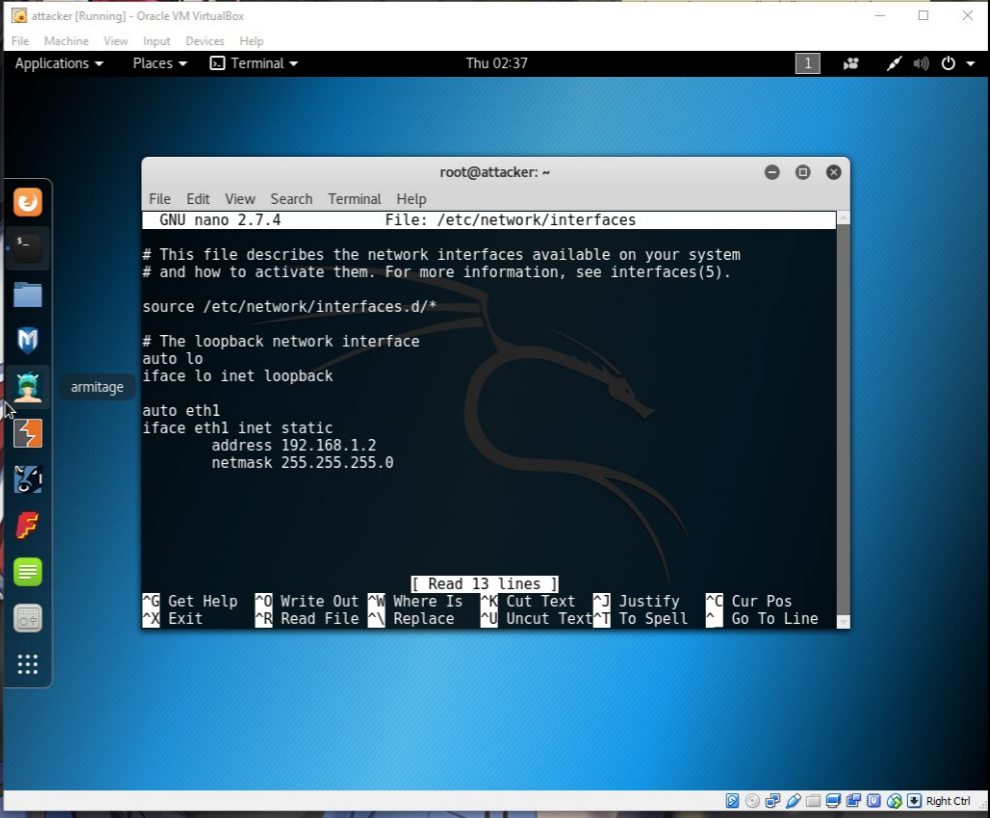 attacker [Running] - Oracle VM VirtualBox
File Machine View Input Devices Help
Applications Places Terminal Thu 02:37 1
root@attacker: ~
File Edit View Search Terminal Help
GNU nano 2.7.4 File: /etc/network/interfaces
# This file describes the network interfaces available on your system
# and how to activate them. For more information, see interfaces(5).
source /etc/network/interfaces.d/*
# The loopback network interface
auto lo
iface lo inet loopback
armitage
auto eth1
iface eth1 inet static
address 192.168.1.2
netmask 255.255.255.0
[ Read 13 lines ]
^G Get Help ^O Write Out ^W Where Is ^K Cut Text ^J Justify ^C Cur Pos
^X Exit ^R Read File ^\ Replace ^U Uncut Text ^T To Spell ^_ Go To Line
Right Ctrl